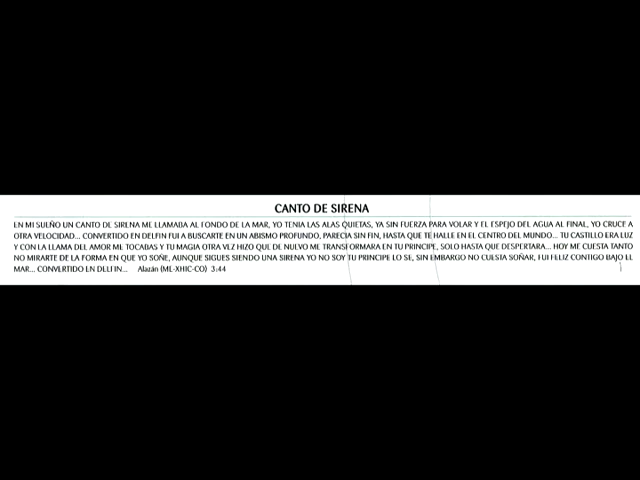 CANTO DE SIRENA
EN MI SUEÑO UN CANTO DE SIRENA ME LLAMABA AL FONDO DE LA MAR, YO TENIA LAS ALAS QUIETAS, YA SIN FUERZA PARA VOLAR Y EL ESPEJO DEL AGUA AL FINAL, YO CRUCE A
OTRA VELOCIDAD... CONVERTIDO EN DELFIN FUI A BUSCARTE EN UN ABISMO PROFUNDO, PARECIA SIN FIN, HASTA QUE TE HALLE EN EL CENTRO DEL MUNDO... TU CASTILLO ERA LUZ
Y CON LA LLAMA DEL AMOR ME TOCABAS Y TU MAGIA OTRA VEZ HIZO QUE DE NUEVO ME TRANSFORMARA EN TU PRINCIPE, SOLO HASTA QUE DESPERTARA... HOY ME CUESTA TANTO
NO MIRARTE DE LA FORMA EN QUE YO SOÑE, AUNQUE SIGUES SIENDO UNA SIRENA YO NO SOY TU PRINCIPE LO SE, SIN EMBARGO NO CUESTA SOÑAR, FUI FELIZ CONTIGO BAJO EL
MAR... CONVERTIDO EN DELFIN... Alazán (ML-XHIC-CO) 3:44